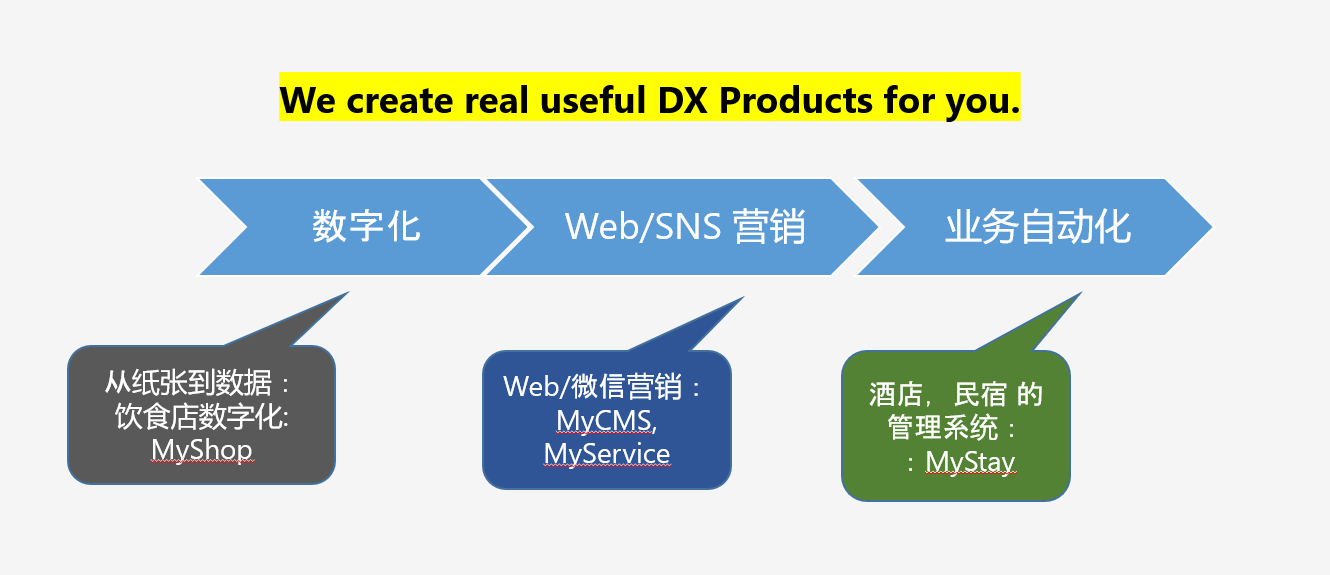 We create real useful DX Products for you.
数字化
Web/SNS 营销
业务自动化
从纸张到数据：
饮食店数字化:
MyShop
Web/微信营销：
MyCMS,
MyService
酒店，民宿 的
管理系统：
：MyStay